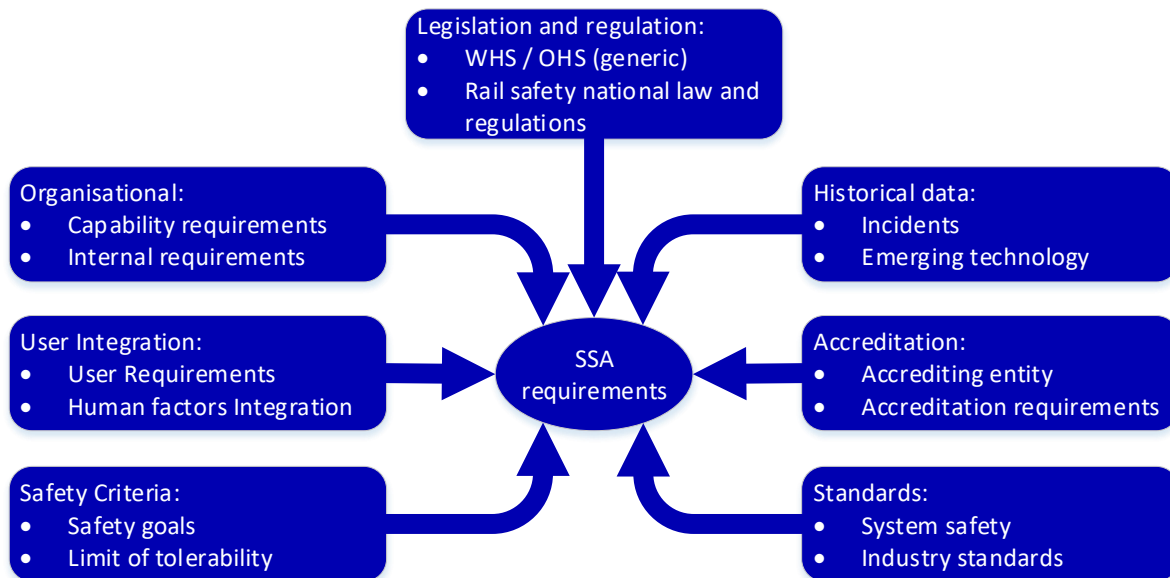 Legislation and regulation:
• WHS / OHS (generic)
• Rail safety national law and
regulations
Organisational:
• Capability requirements
• Internal requirements
Historical data:
• Incidents
• Emerging technology
User Integration:
• User Requirements
• Human factors Integration
SSA
requirements
Accreditation:
• Accrediting entity
• Accreditation requirements
Safety Criteria:
• Safety goals
• Limit of tolerability
Standards:
• System safety
• Industry standards